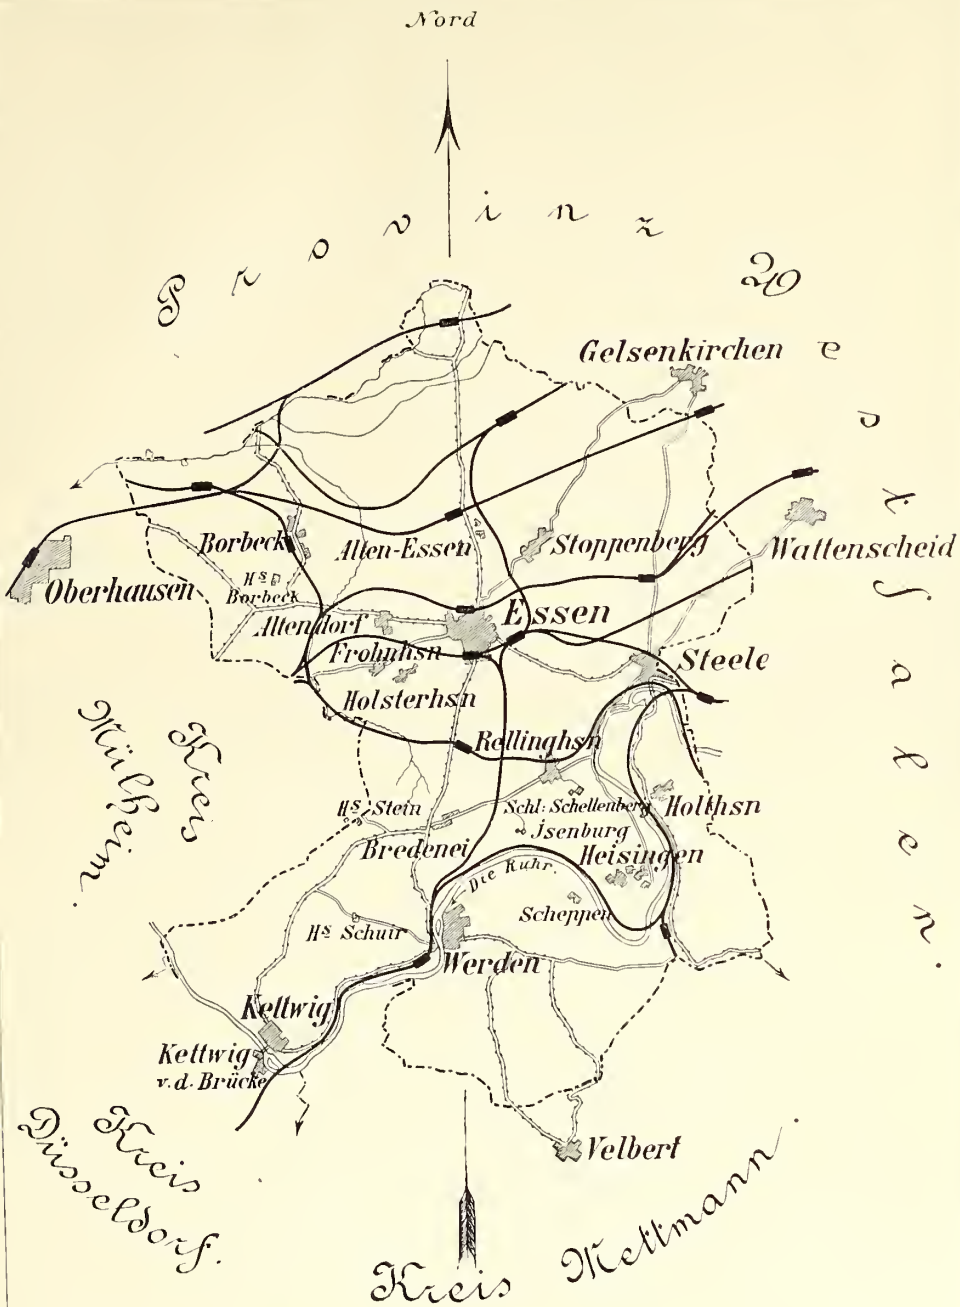 Nord
Provinz Westfalen.
Gelsenkirchen
Borbeck
Alten-Essen
Stoppenberg
Wattenscheid
Oberhausen
Hs
Borbeck
Essen
Altendorf
Frohnhsn
Steele
Holsterhsn
Kreis
Mülheim.
Rellinghsn
Hs Stein
Schl: Schellenberg
Holthsn
Jsenburg
Bredenei
Heisingen
Die Ruhr.
Scheppen
Hs Schuir
Werden
Kettwig
Kettwig
v. d. Brücke
Kreis
Düsseldorf.
Velbert
Kreis Mettmann.